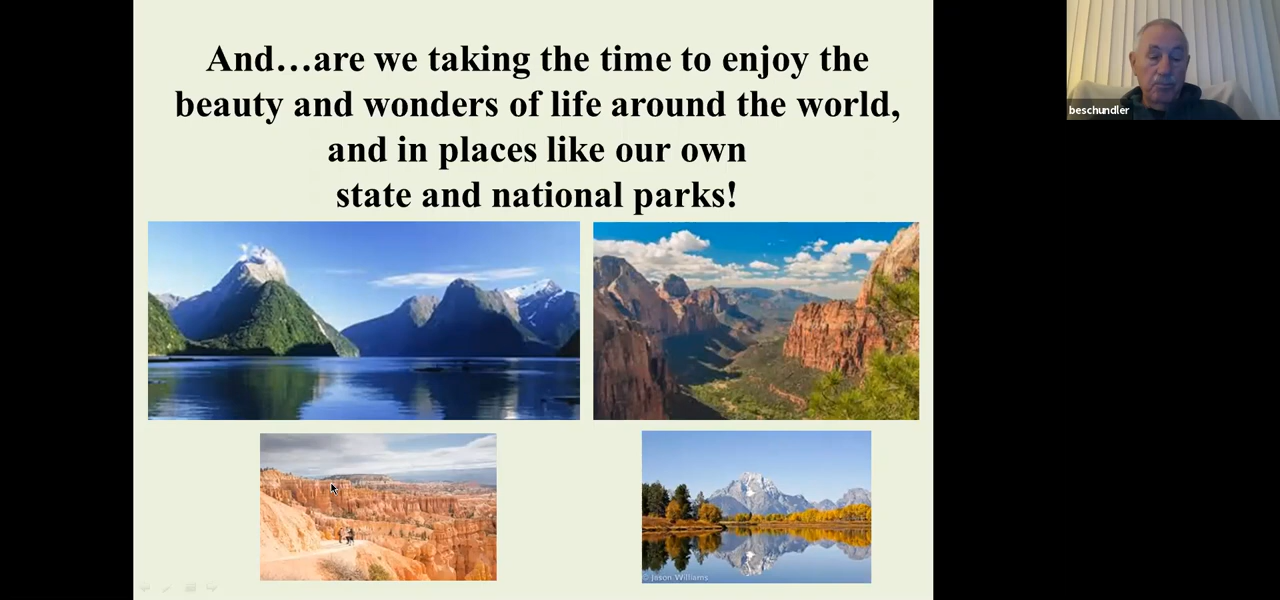 And…are we taking the time to enjoy the
beauty and wonders of life around the world,
and in places like our own
state and national parks!
beschundler
© Jason Williams